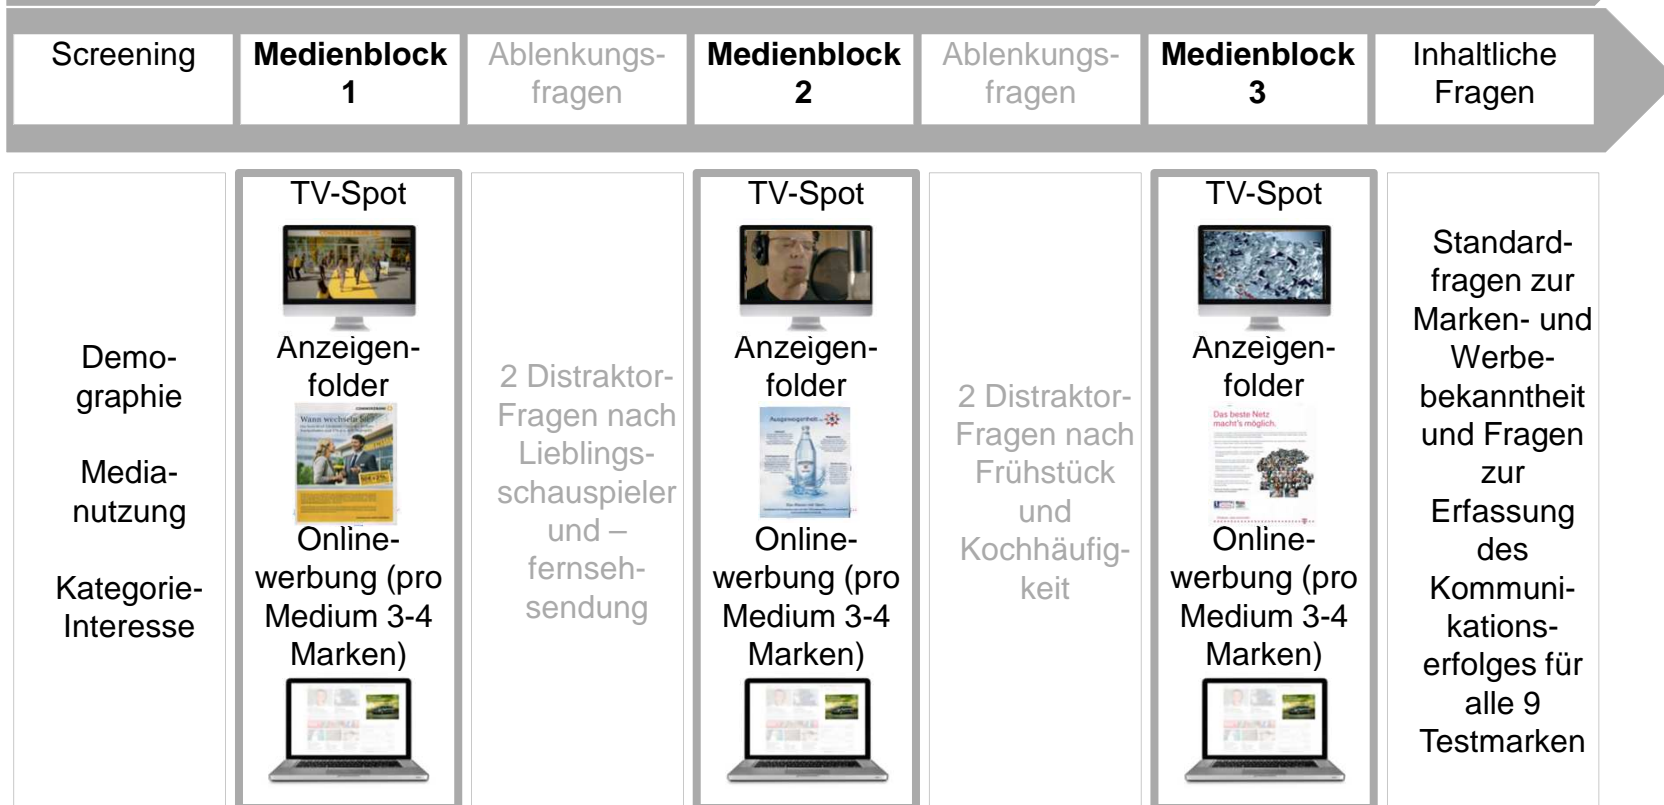 Screening
Medienblock
1
Ablenkungs-
fragen
Medienblock
2
Ablenkungs-
fragen
Medienblock
3
Inhaltliche
Fragen
Demo-
graphie
Media-
nutzung
Kategorie-
Interesse
TV-Spot
COMMERZBANK
Anzeigen-
folder
COMMERZBANK
Wann wechseln Sie?
Online-
werbung (pro
Medium 3-4
Marken)
2 Distraktor-
Fragen nach
Lieblings-
schauspieler
und –
fernseh-
sendung
TV-Spot
Anzeigen-
folder
Ausgewogenheit
Online-
werbung (pro
Medium 3-4
Marken)
2 Distraktor-
Fragen nach
Frühstück
und
Kochhäufig-
keit
TV-Spot
Anzeigen-
folder
Das beste Netz
macht's möglich.
Online-
werbung (pro
Medium 3-4
Marken)
Standard-
fragen zur
Marken- und
Werbe-
bekanntheit
und Fragen
zur
Erfassung
des
Kommuni-
kations-
erfolges für
alle 9
Testmarken